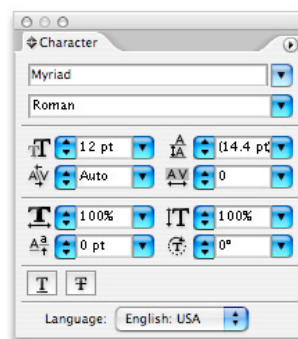 Character
Myriad
Roman
12 pt (14.4 pt
Auto 0
100% 100%
0 pt 0°
T T
Language: English: USA